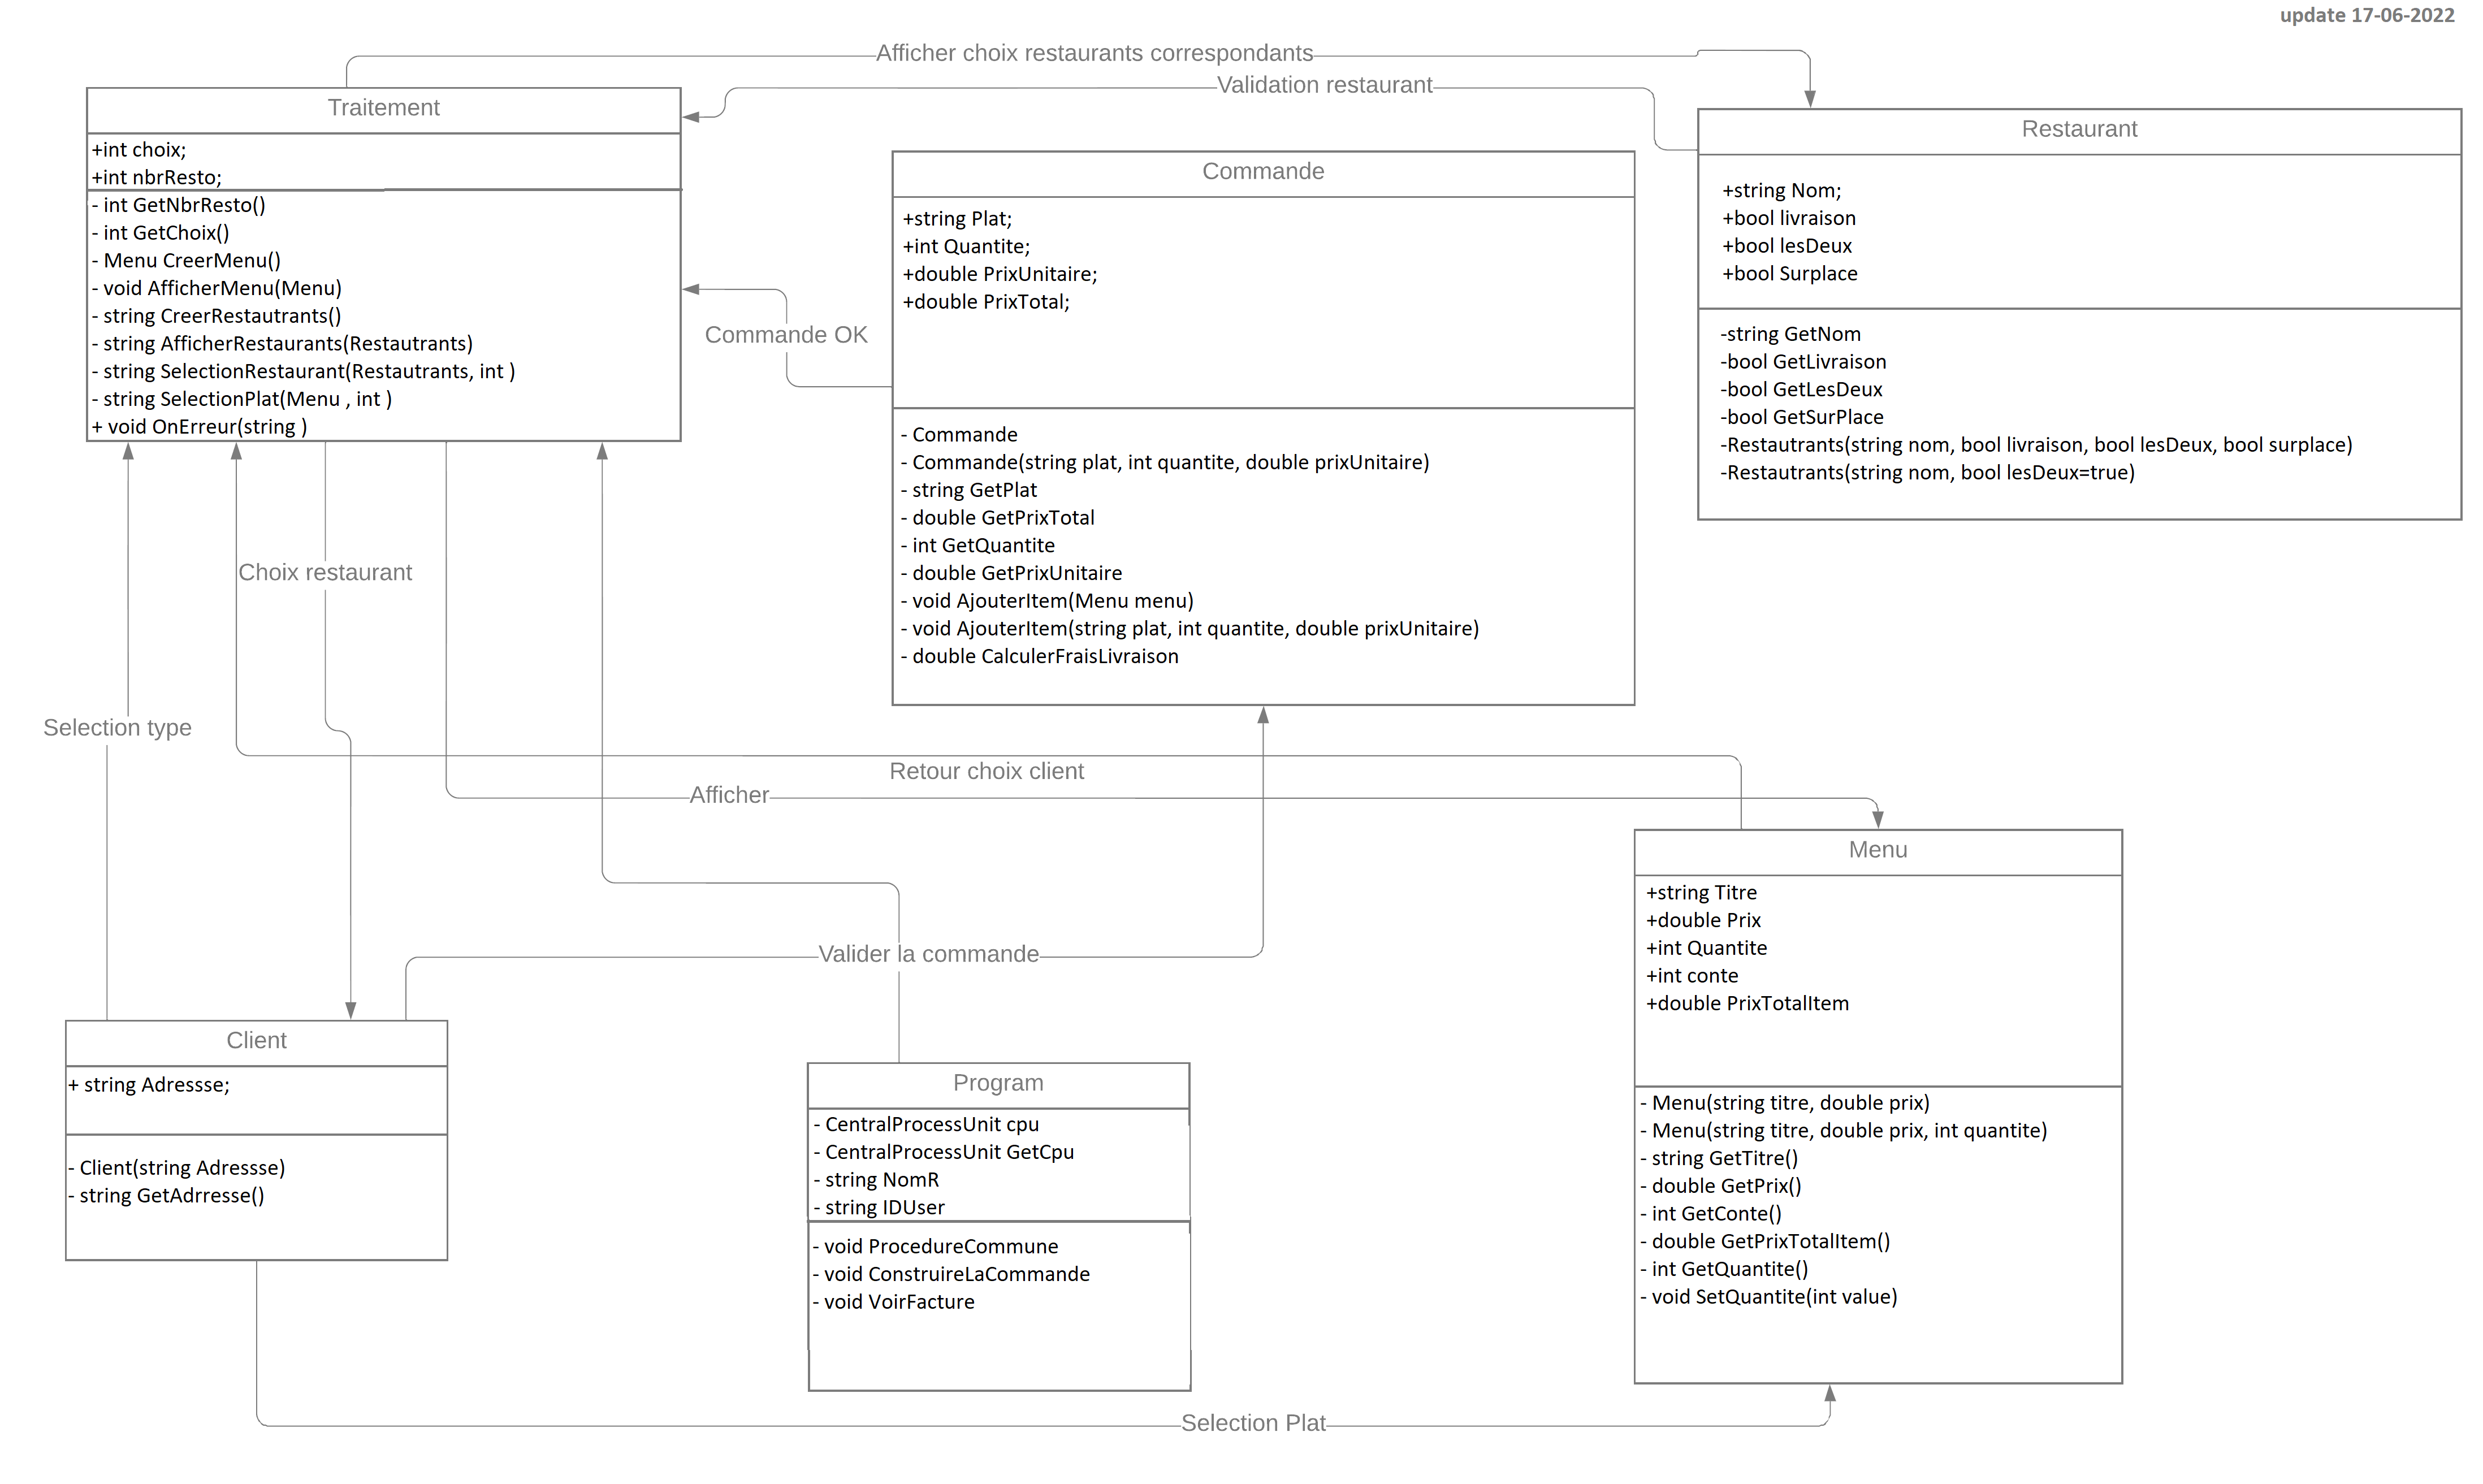 update 17-06-2022
Afficher choix restaurants correspondants
Validation restaurant
Traitement
+int choix;
+int nbrResto;
- int GetNbrResto()
- int GetChoix()
- Menu CreerMenu()
- void AfficherMenu(Menu)
- string CreerRestautrants()
- string AfficherRestaurants(Restautrants)
- string SelectionRestaurant(Restautrants, int )
- string SelectionPlat(Menu , int )
+ void OnErreur(string )
Commande
+string Plat;
+int Quantite;
+double PrixUnitaire;
+double PrixTotal;
- Commande
- Commande(string plat, int quantite, double prixUnitaire)
- string GetPlat
- double GetPrixTotal
- int GetQuantite
- double GetPrixUnitaire
- void AjouterItem(Menu menu)
- void AjouterItem(string plat, int quantite, double prixUnitaire)
- double CalculerFraisLivraison
Restaurant
+string Nom;
+bool livraison
+bool lesDeux
+bool Surplace
-string GetNom
-bool GetLivraison
-bool GetLesDeux
-bool GetSurPlace
-Restautrants(string nom, bool livraison, bool lesDeux, bool surplace)
-Restautrants(string nom, bool lesDeux=true)
Commande OK
Choix restaurant
Selection type
Retour choix client
Afficher
Valider la commande
Client
+ string Adressse;
- Client(string Adressse)
- string GetAdrresse()
Program
- CentralProcessUnit cpu
- CentralProcessUnit GetCpu
- string NomR
- string IDUser
- void ProcedureCommune
- void ConstruireLaCommande
- void VoirFacture
Menu
+string Titre
+double Prix
+int Quantite
+int conte
+double PrixTotalItem
- Menu(string titre, double prix)
- Menu(string titre, double prix, int quantite)
- string GetTitre()
- double GetPrix()
- int GetConte()
- double GetPrixTotalItem()
- int GetQuantite()
- void SetQuantite(int value)
Selection Plat